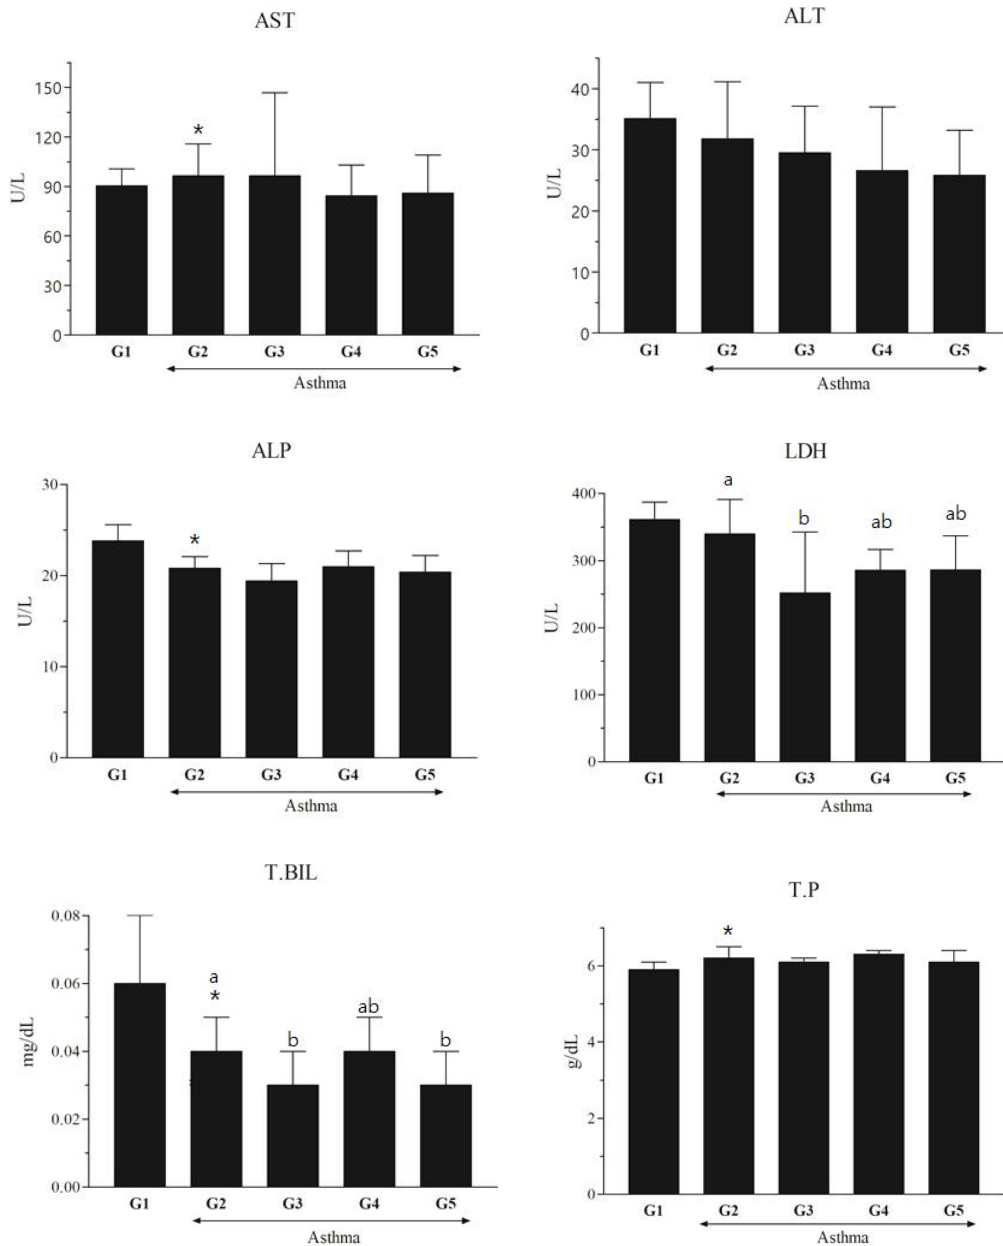 AST
U/L
150
120
90
60
30
0
*
G1 G2 G3 G4 G5
Asthma
ALT
U/L
40
30
20
10
0
G1 G2 G3 G4 G5
Asthma
ALP
U/L
30
20
10
0
*
G1 G2 G3 G4 G5
Asthma
LDH
U/L
400
300
200
100
0
a b ab ab
G1 G2 G3 G4 G5
Asthma
T.BIL
mg/dL
0.08
0.06
0.04
0.02
0.00
a
*
b ab b
G1 G2 G3 G4 G5
Asthma
T.P
g/dL
6
4
2
0
*
G1 G2 G3 G4 G5
Asthma